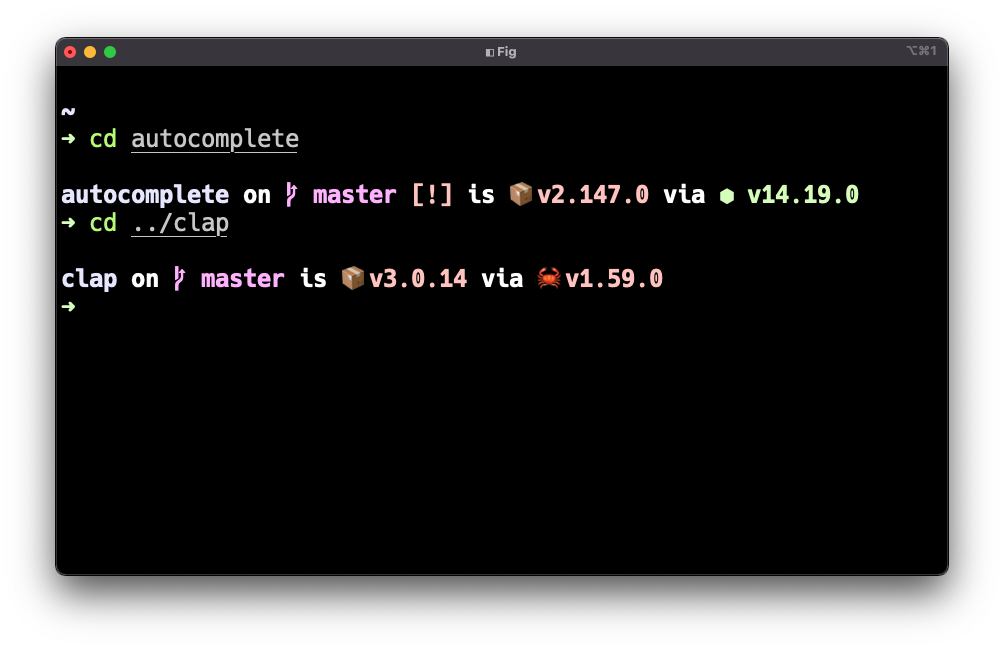 Fig
⌥⌘1
~
➜ cd autocomplete
autocomplete on master [!] is 📦 v2.147.0 via ⬢ v14.19.0
➜ cd ../clap
clap on master is 📦 v3.0.14 via 🦀 v1.59.0
➜